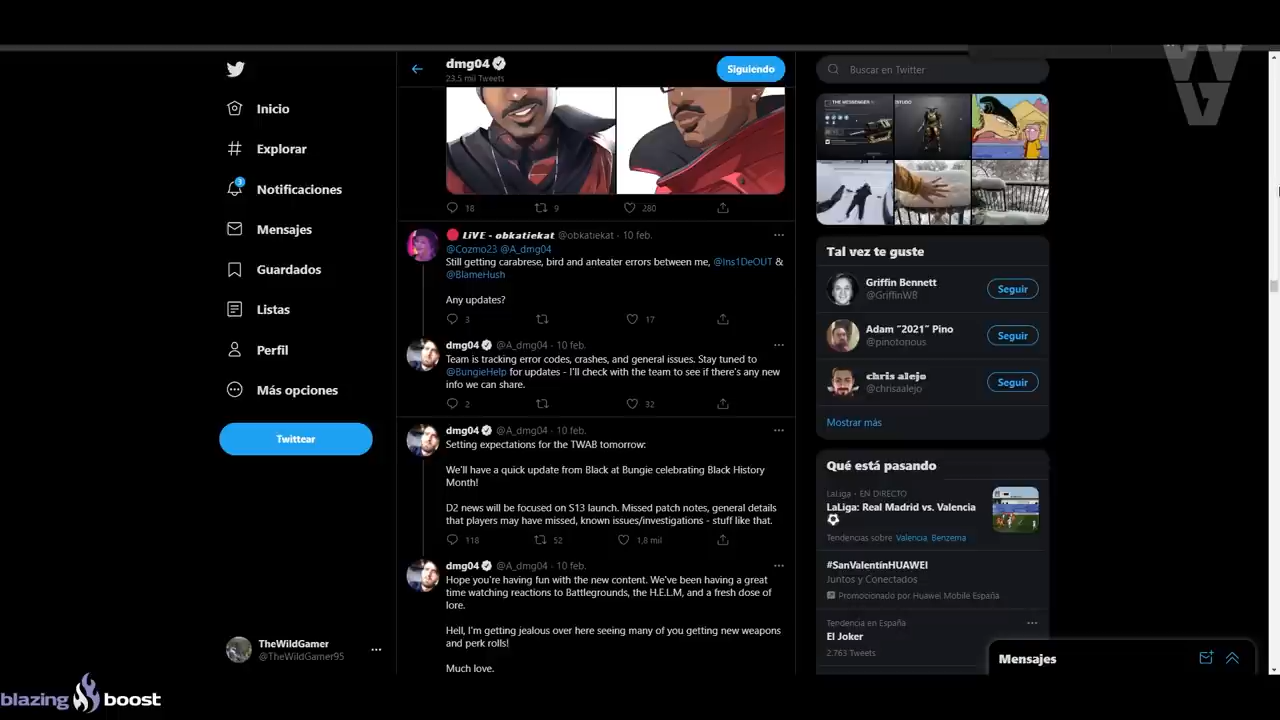 dmg04
23.5 mil Tweets
Siguiendo
Buscar en Twitter
Inicio
Explorar
3
Notificaciones
Mensajes
Guardados
Listas
Perfil
Más opciones
Twittear
TheWildGamer
@TheWildGamer95
18 9 280
LiVE - obkatiekat @obkatiekat · 10 feb.
@Cozmo23 @A_dmg04
Still getting carabrese, bird and anteater errors between me, @Ins1DeOUT &
@BlameHush
Any updates?
3 17
dmg04 @A_dmg04 · 10 feb.
Team is tracking error codes, crashes, and general issues. Stay tuned to
@BungieHelp for updates - I'll check with the team to see if there's any new
info we can share.
2 32
dmg04 @A_dmg04 · 10 feb.
Setting expectations for the TWAB tomorrow:
We'll have a quick update from Black at Bungie celebrating Black History
Month!
D2 news will be focused on S13 launch. Missed patch notes, general details
that players may have missed, known issues/investigations - stuff like that.
118 52 1,8 mil
dmg04 @A_dmg04 · 10 feb.
Hope you're having fun with the new content. We've been having a great
time watching reactions to Battlegrounds, the H.E.L.M, and a fresh dose of
lore.
Hell, I'm getting jealous over here seeing many of you getting new weapons
and perk rolls!
Much love.
THE MESSENGER
Tal vez te guste
Griffin Bennett
@GriffinWB
Seguir
Adam “2021” Pino
@pinotorious
Seguir
chris alejo
@chrisaalejo
Seguir
Mostrar más
Qué está pasando
LaLiga · EN DIRECTO
LaLiga: Real Madrid vs. Valencia
Tendencias sobre Valencia, Benzema
#SanValentínHUAWEI
Juntos y Conectados
Promocionado por Huawei Mobile España
Tendencia en España
El Joker
2.763 Tweets
Mensajes
WG
blazing boost